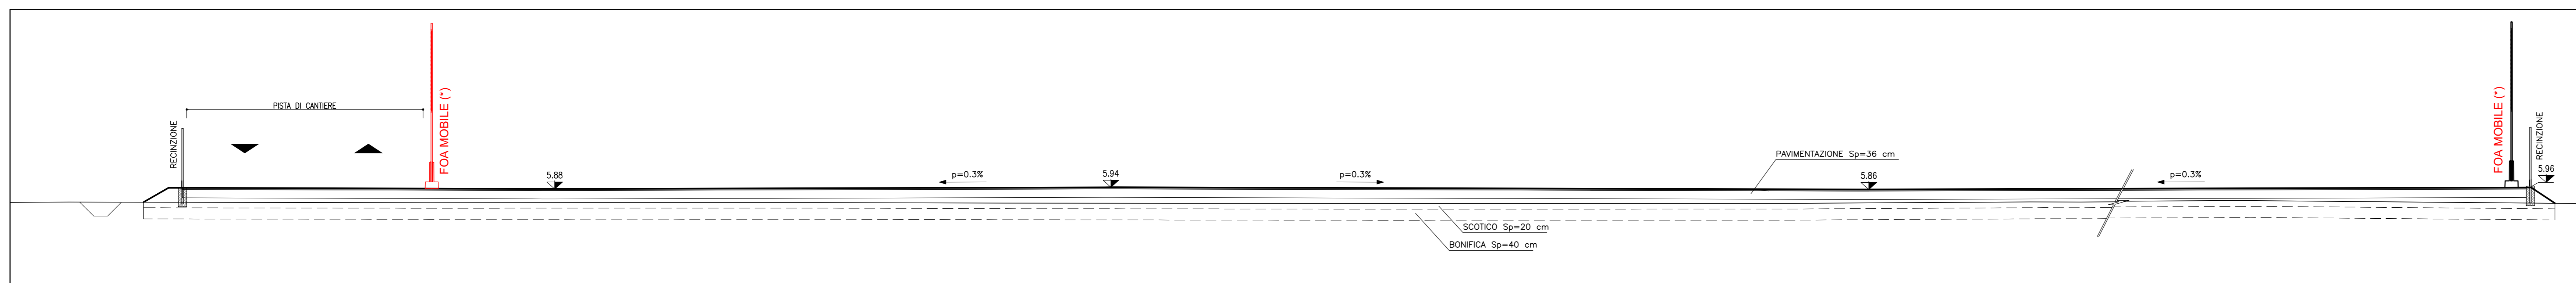 RECINZIONE
PISTA DI CANTIERE
FOA MOBILE (*)
5.88
p=0.3%
5.94
p=0.3%
PAVIMENTAZIONE Sp=36 cm
5.86
p=0.3%
FOA MOBILE (*)
RECINZIONE
5.96
SCOTICO Sp=20 cm
BONIFICA Sp=40 cm